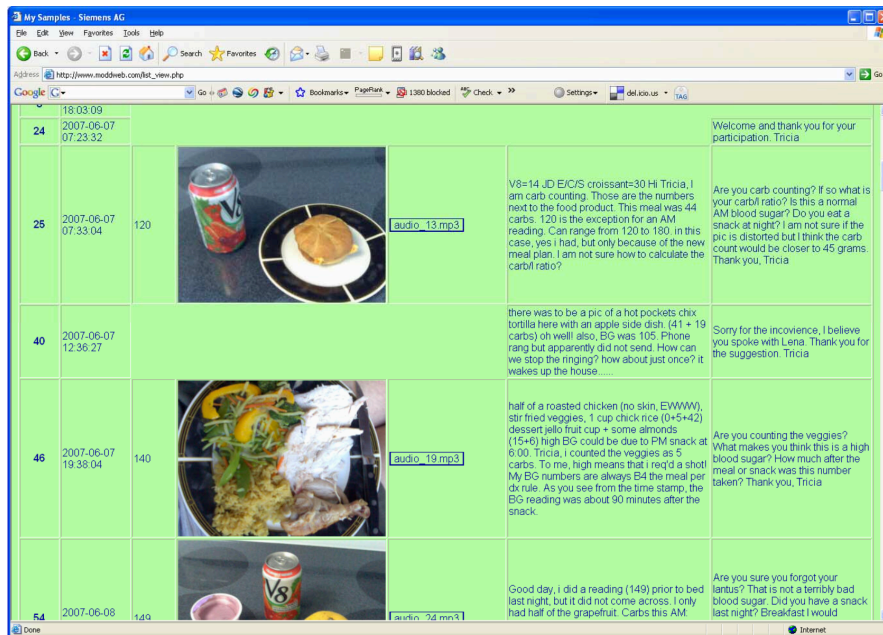 My Samples - Siemens AG
File Edit View Favorites Tools Help
Back Search Favorites
Address http://www.moddweb.com/list_view.php Go
Google G Go Bookmarks PageRank 1380 blocked ABC Check Settings del.icio.us TAG
18:03:09
24
2007-06-07
07:23:32
Welcome and thank you for your
participation. Tricia
25
2007-06-07
07:33:04
120
V8
audio_13.mp3
V8=14 JD E/C/S croissant=30 Hi Tricia, I
am carb counting. Those are the numbers
next to the food product. This meal was 44
carbs. 120 is the exception for an AM
reading. Can range from 120 to 180. in this
case, yes i had, but only because of the new
meal plan. I am not sure how to calculate the
carb/I ratio?
Are you carb counting? If so what is
your carb/I ratio? Is this a normal
AM blood sugar? Do you eat a
snack at night? I am not sure if the
pic is distorted but I think the carb
count would be closer to 45 grams.
Thank you, Tricia
40
2007-06-07
12:36:27
there was to be a pic of a hot pockets chix
tortilla here with an apple side dish. (41 + 19
carbs) oh well! also, BG was 105. Phone
rang but apparently did not send. How can
we stop the ringing? how about just once? it
wakes up the house......
Sorry for the incovience, I believe
you spoke with Lena. Thank you for
the suggestion. Tricia
46
2007-06-07
19:38:04
140
audio_19.mp3
half of a roasted chicken (no skin, EWWW),
stir fried veggies, 1 cup chick rice (0+5+42)
dessert jello fruit cup + some almonds
(15+6) high BG could be due to PM snack at
6:00. Tricia, i counted the veggies as 5
carbs. To me, high means that i req'd a shot!
My BG numbers are always B4 the meal per
dx rule. As you see from the time stamp, the
BG reading was about 90 minutes after the
snack.
Are you counting the veggies?
What makes you think this is a high
blood sugar? How much after the
meal or snack was this number
taken? Thank you, Tricia
54
2007-06-08
149
V8
audio_24.mp3
Good day, i did a reading (149) prior to bed
last night, but it did not come across. I only
had half of the grapefruit. Carbs this AM:
Are you sure you forgot your
lantus? That is not a terribly bad
blood sugar. Did you have a snack
last night? Breakfast I would
Done
Internet